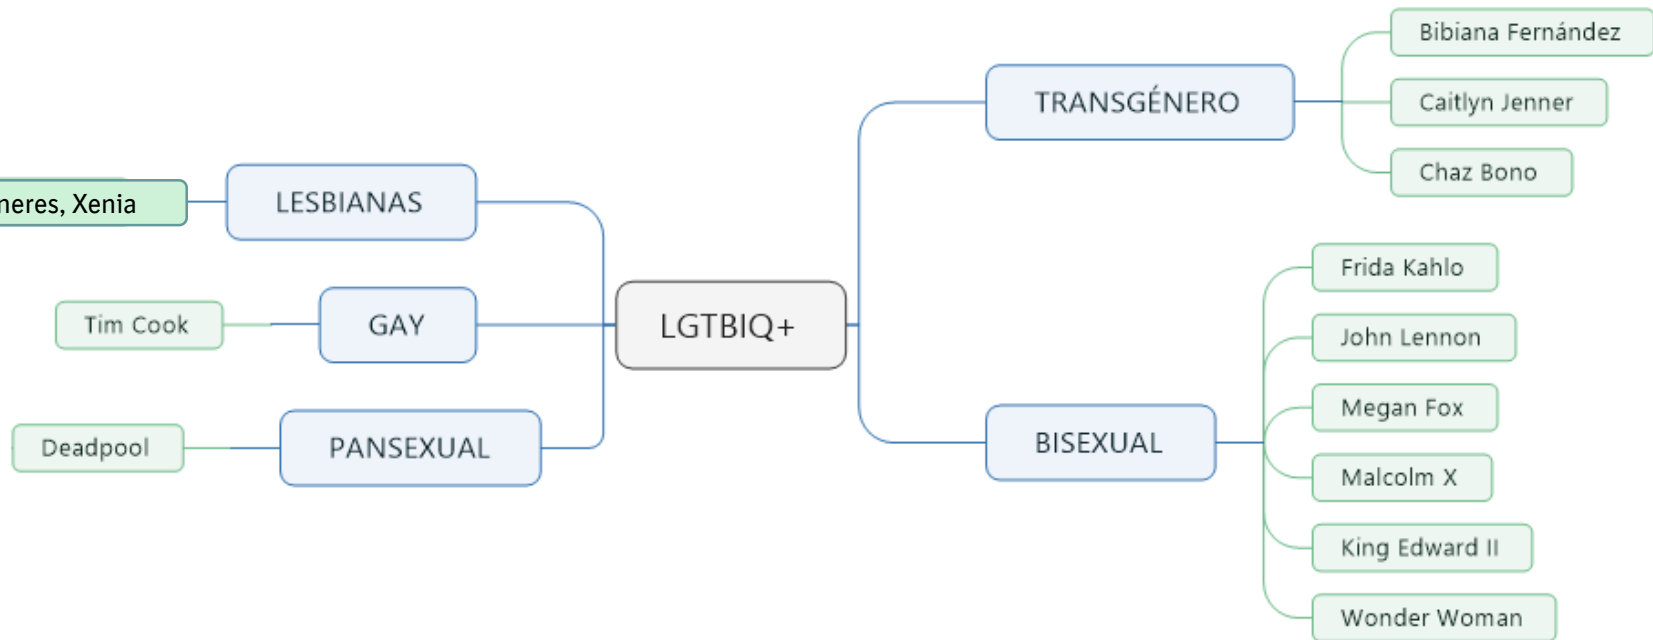 Bibiana Fernández
TRANSGÉNERO
Caitlyn Jenner
Chaz Bono
neres, Xenia
LESBIANAS
Tim Cook
GAY
LGTBIQ+
Deadpool
PANSEXUAL
BISEXUAL
Frida Kahlo
John Lennon
Megan Fox
Malcolm X
King Edward II
Wonder Woman